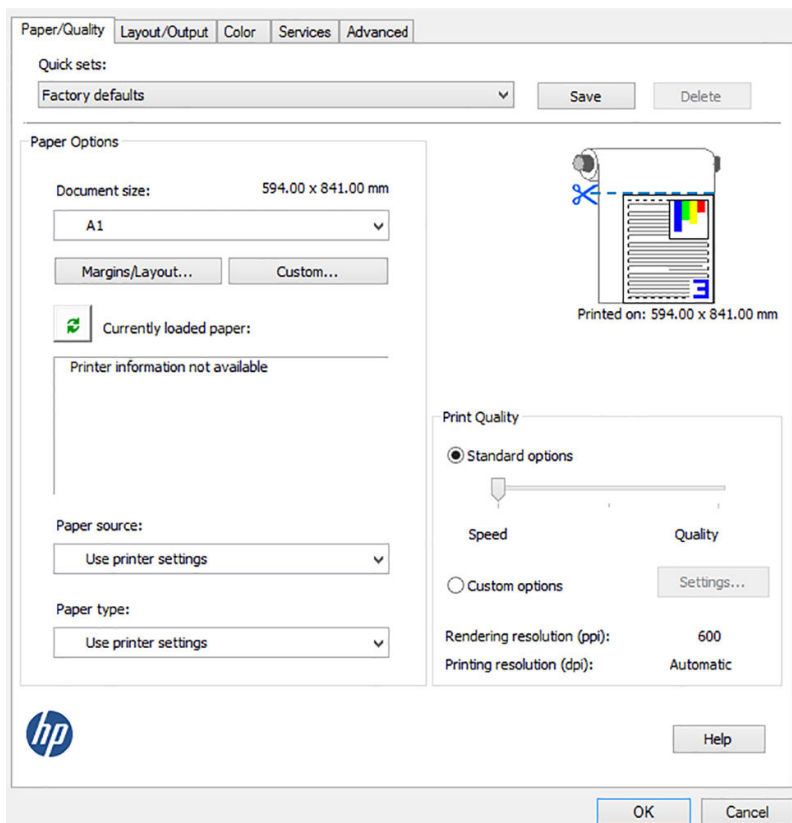 Paper/Quality Layout/Output Color Services Advanced
Quick sets:
Factory defaults Save Delete
Paper Options
Document size: 594.00 x 841.00 mm
A1
Margins/Layout... Custom...
Currently loaded paper:
Printer information not available
Paper source:
Use printer settings
Paper type:
Use printer settings
Printed on: 594.00 x 841.00 mm
Print Quality
Standard options
Speed Quality
Custom options Settings...
Rendering resolution (ppi): 600
Printing resolution (dpi): Automatic
hp
Help
OK Cancel